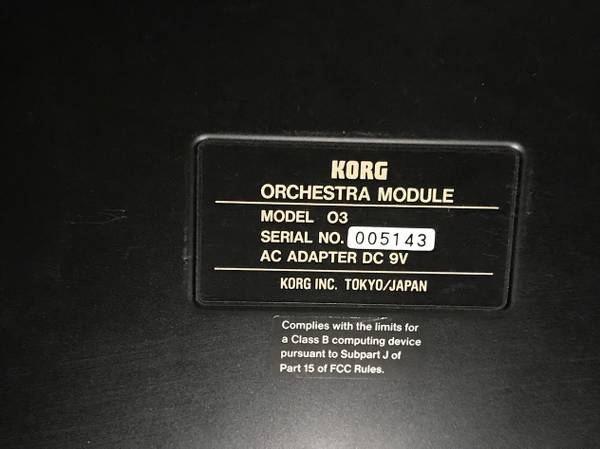 KORG
ORCHESTRA MODULE
MODEL 03
SERIAL NO. 005143
AC ADAPTER DC 9V
KORG INC. TOKYO/JAPAN
Complies with the limits for
a Class B computing device
pursuant to Subpart J of
Part 15 of FCC Rules.